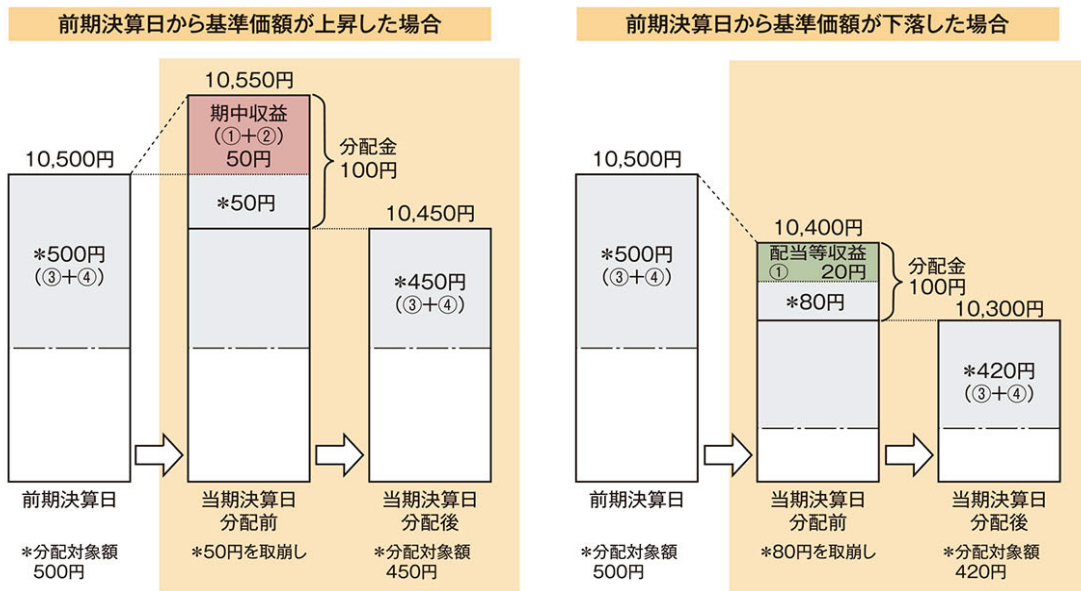 前期決算日から基準価額が上昇した場合
10,550円
期中収益
(①+②)
50円
分配金
100円
10,500円
*50円
10,450円
*500円
(③+④)
*450円
(③+④)
前期決算日
当期決算日
分配前
当期決算日
分配後
*分配対象額
500円
*50円を取崩し
*分配対象額
450円
前期決算日から基準価額が下落した場合
10,500円
10,400円
*500円
(③+④)
配当等収益
① 20円
分配金
100円
*80円
10,300円
*420円
(③+④)
前期決算日
当期決算日
分配前
当期決算日
分配後
*分配対象額
500円
*80円を取崩し
*分配対象額
420円